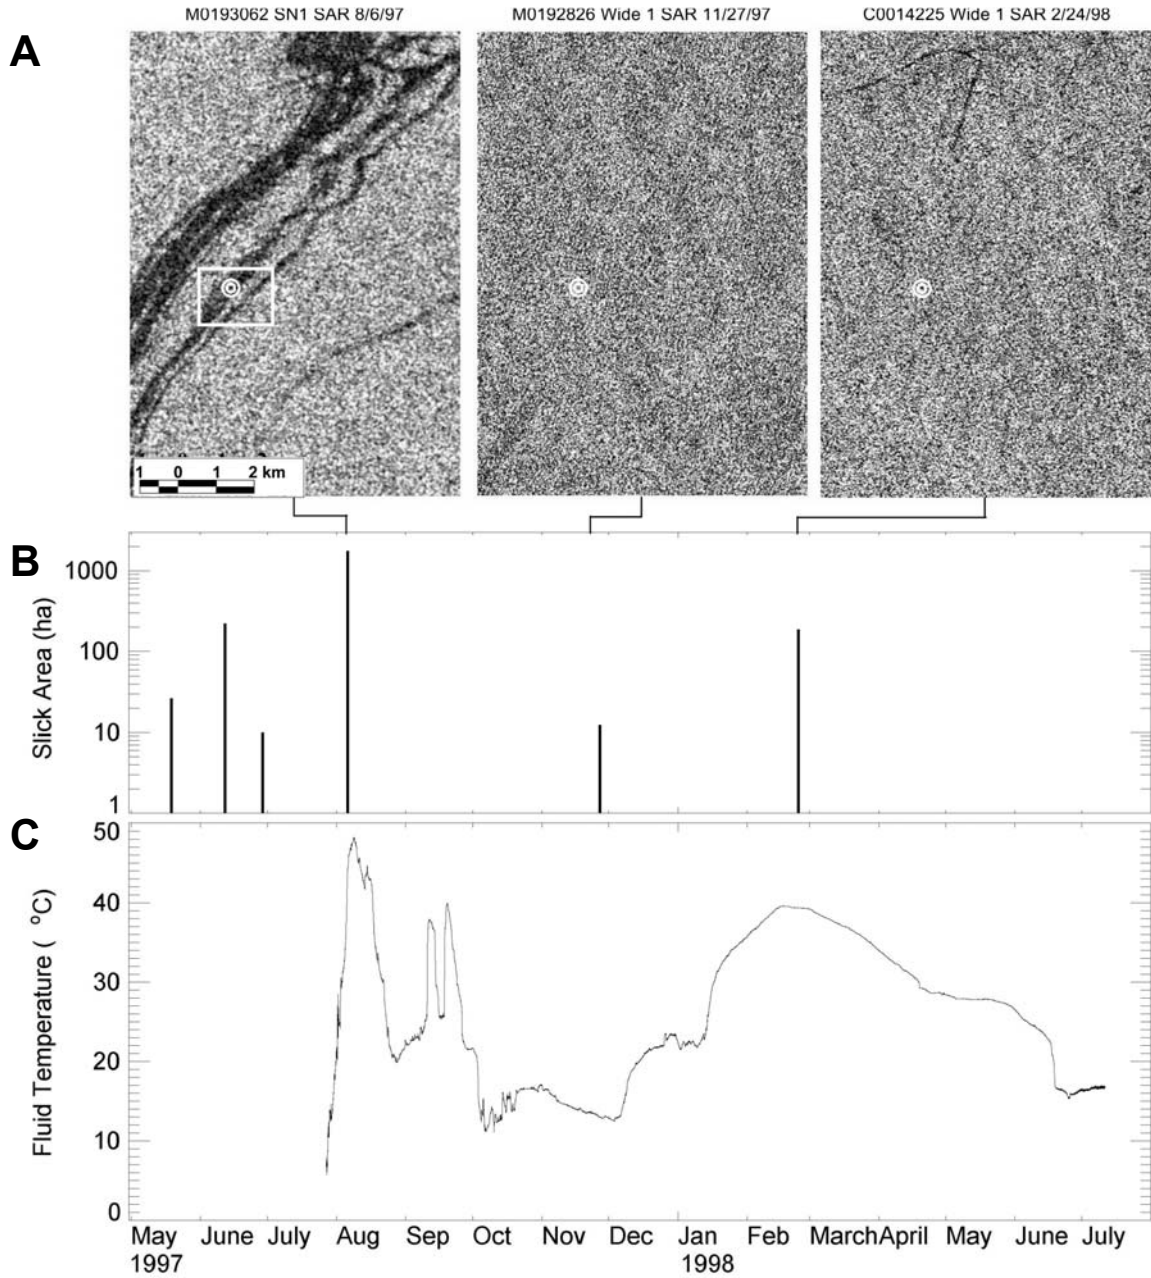 M0193062 SN1 SAR 8/6/97
M0192826 Wide 1 SAR 11/27/97
C0014225 Wide 1 SAR 2/24/98
A
1 0 1 2 km
B
Slick Area (ha)
1000
100
10
1
C
Fluid Temperature ( °C)
50
40
30
20
10
0
May June July Aug Sep Oct Nov Dec Jan Feb March April May June July
1997 1998